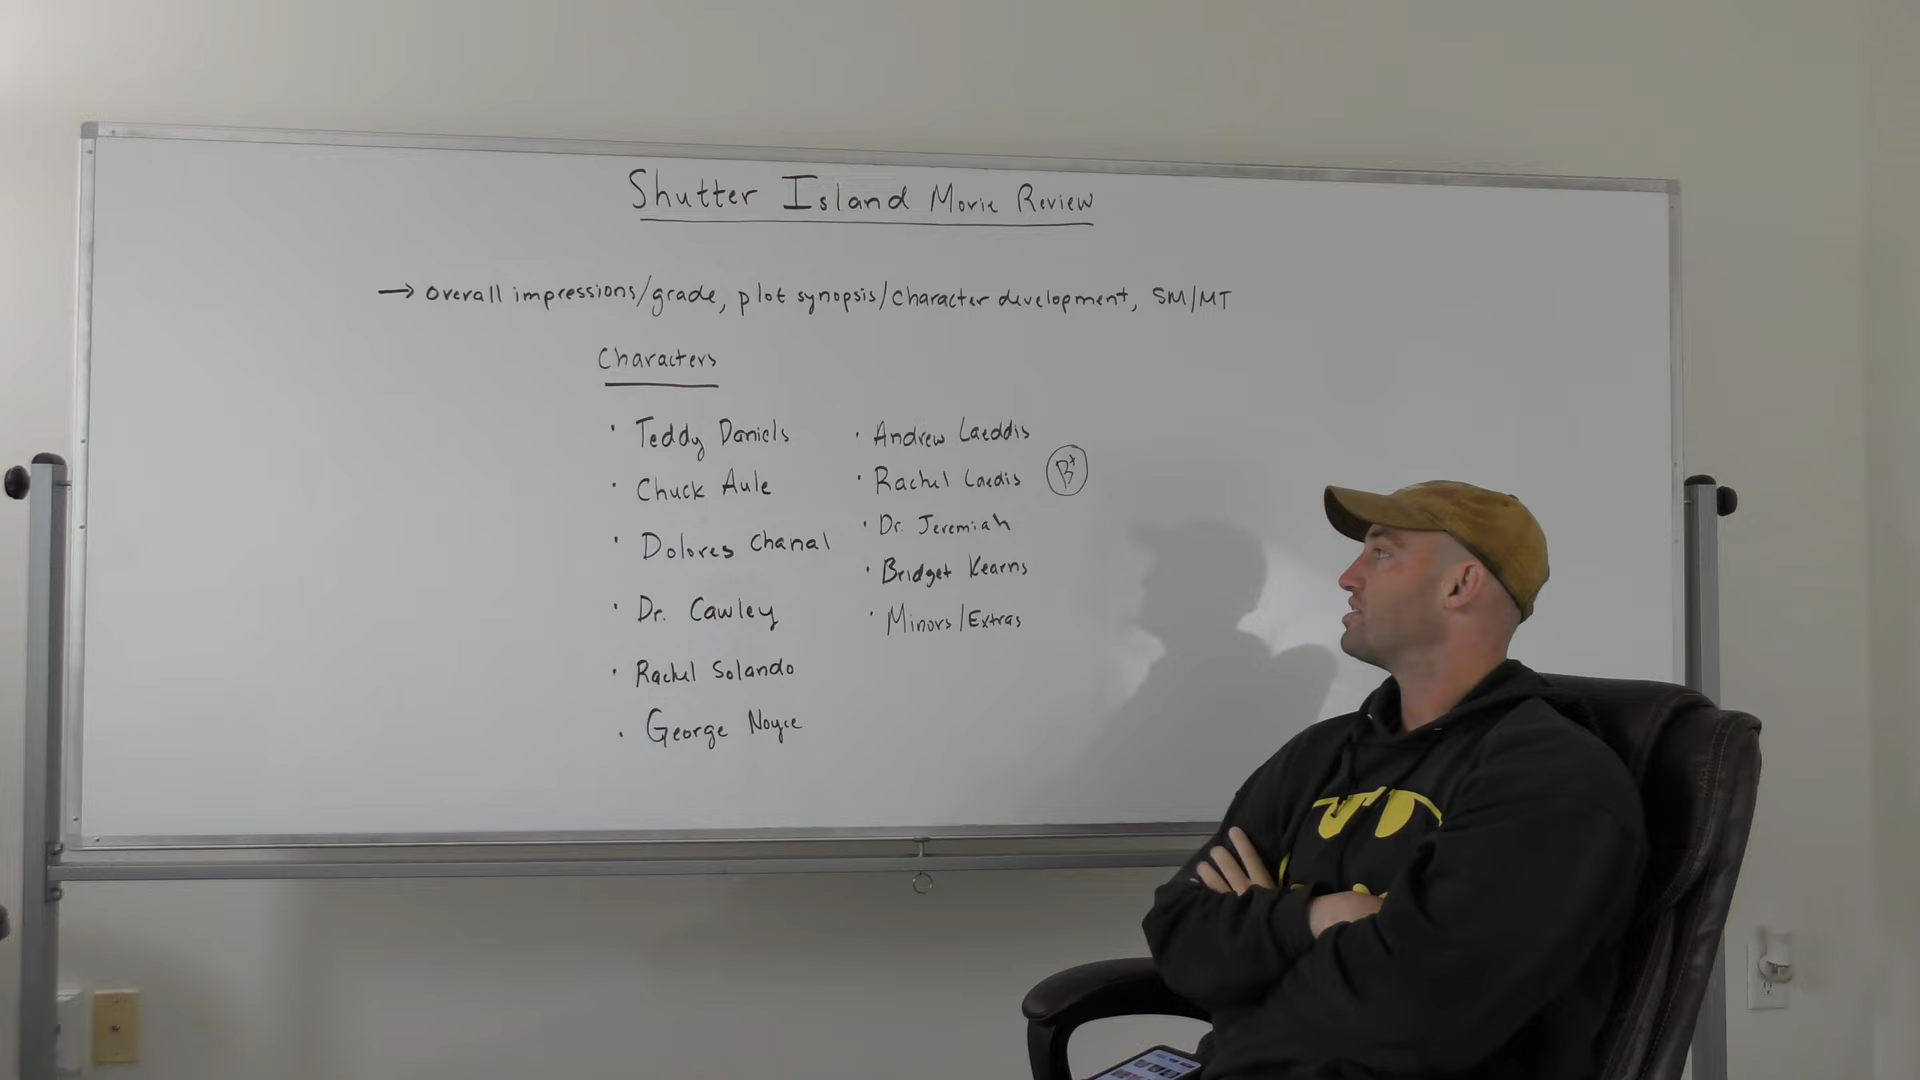 Shutter Island Movie Review
→ overall impressions/grade, plot synopsis/character development, SM/MT
Characters
· Teddy Daniels
· Chuck Aule
· Dolores Chanal
· Dr. Cawley
· Rachel Solando
· George Noyce
· Andrew Laeddis
· Rachel Laedis
B+
· Dr. Jeremiah
· Bridget Kearns
· Minors/Extras